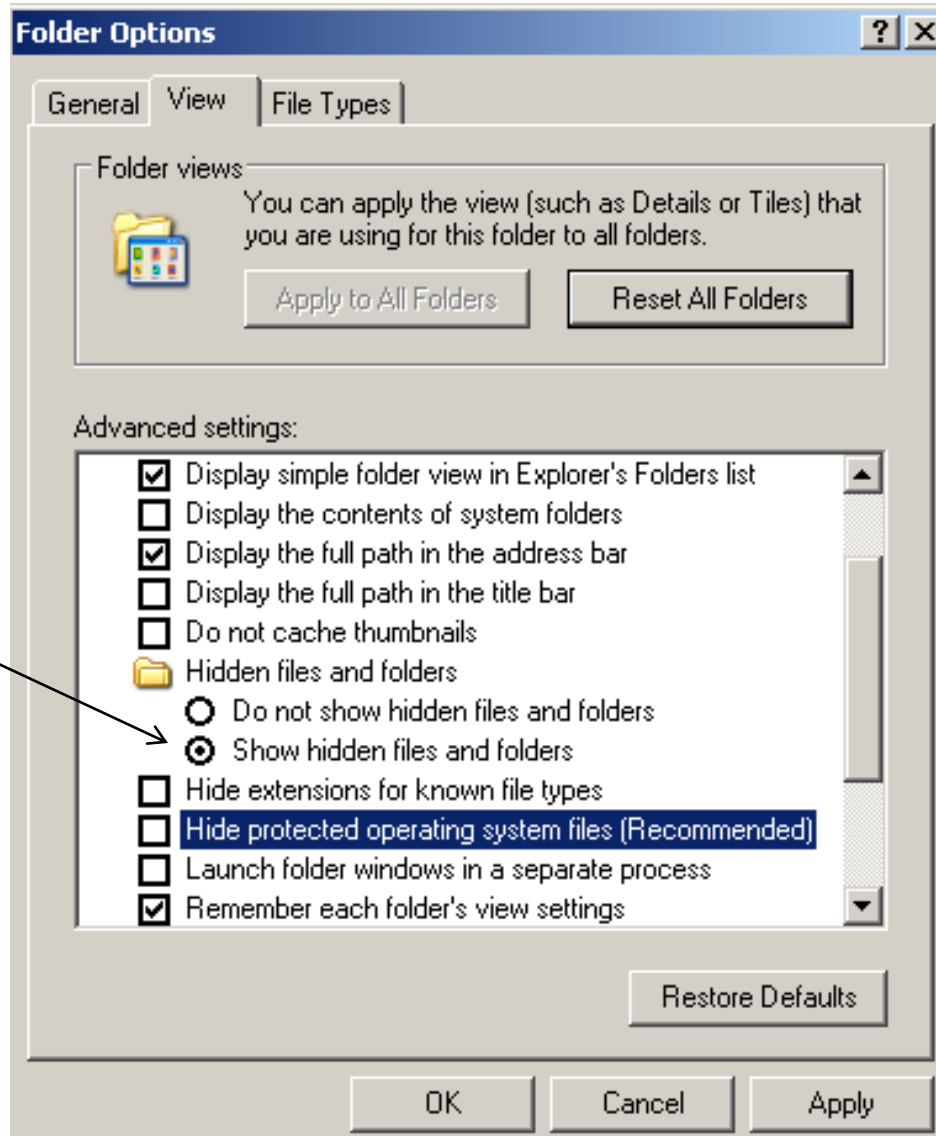 Folder Options
General View File Types
Folder views
You can apply the view (such as Details or Tiles) that
you are using for this folder to all folders.
Apply to All Folders Reset All Folders
Advanced settings:
Display simple folder view in Explorer's Folders list
Display the contents of system folders
Display the full path in the address bar
Display the full path in the title bar
Do not cache thumbnails
Hidden files and folders
Do not show hidden files and folders
Show hidden files and folders
Hide extensions for known file types
Hide protected operating system files (Recommended)
Launch folder windows in a separate process
Remember each folder's view settings
Restore Defaults
OK Cancel Apply